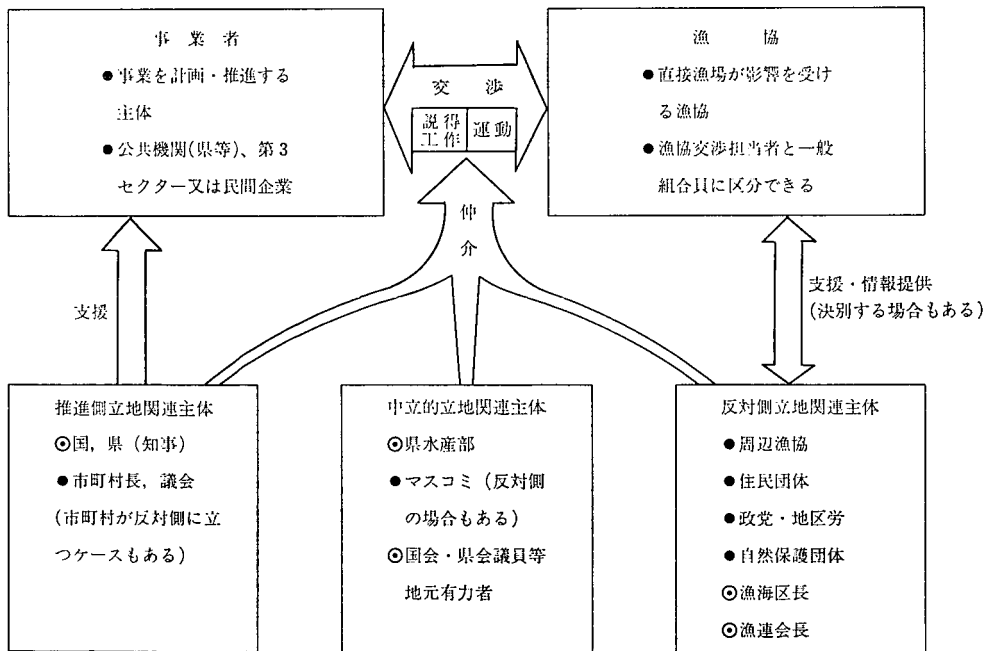 事業者
●事業を計画・推進する
主体
●公共機関(県等)、第3
セクター又は民間企業
交渉
説得
工作
運動
漁協
●直接漁場が影響を受け
る漁協
●漁協交渉担当者と一般
組合員に区分できる
仲
介
支援
支援・情報提供
(決別する場合もある)
推進側立地関連主体
◉国，県（知事）
●市町村長，議会
(市町村が反対側に立
つケースもある)
中立的立地関連主体
◉県水産部
●マスコミ（反対側
の場合もある）
◉国会・県会議員等
地元有力者
反対側立地関連主体
●周辺漁協
●住民団体
●政党・地区労
●自然保護団体
◉漁海区長
◉漁連会長